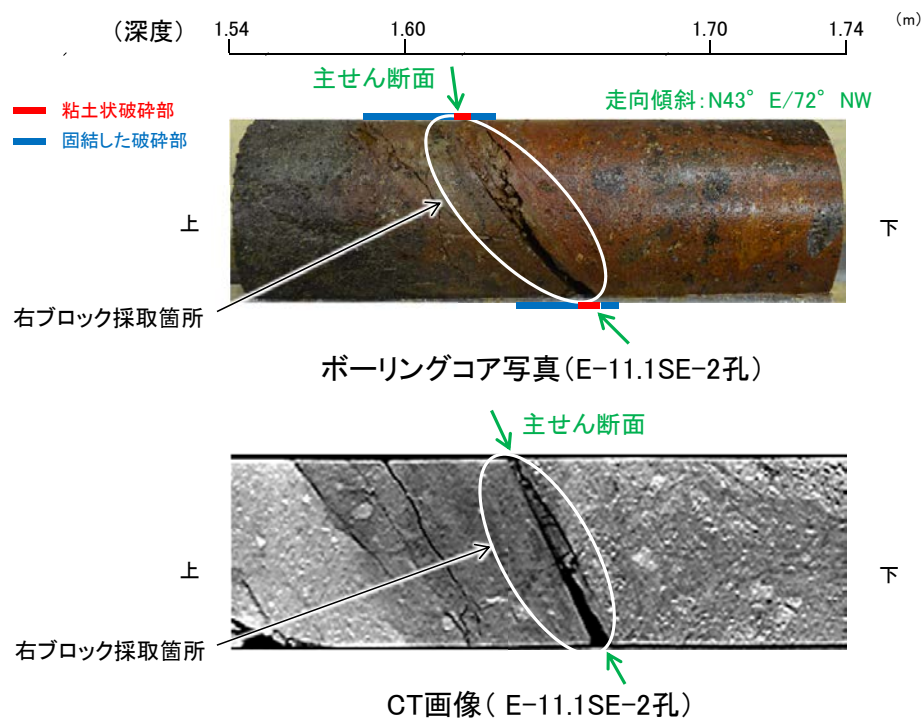 (深度)
1.54
1.60
1.70
1.74
(m)
主せん断面
走向傾斜:N43° E/72° NW
粘土状破砕部
固結した破砕部
上
下
右ブロック採取箇所
ボーリングコア写真(E-11.1SE-2孔)
主せん断面
上
下
右ブロック採取箇所
CT画像( E-11.1SE-2孔)